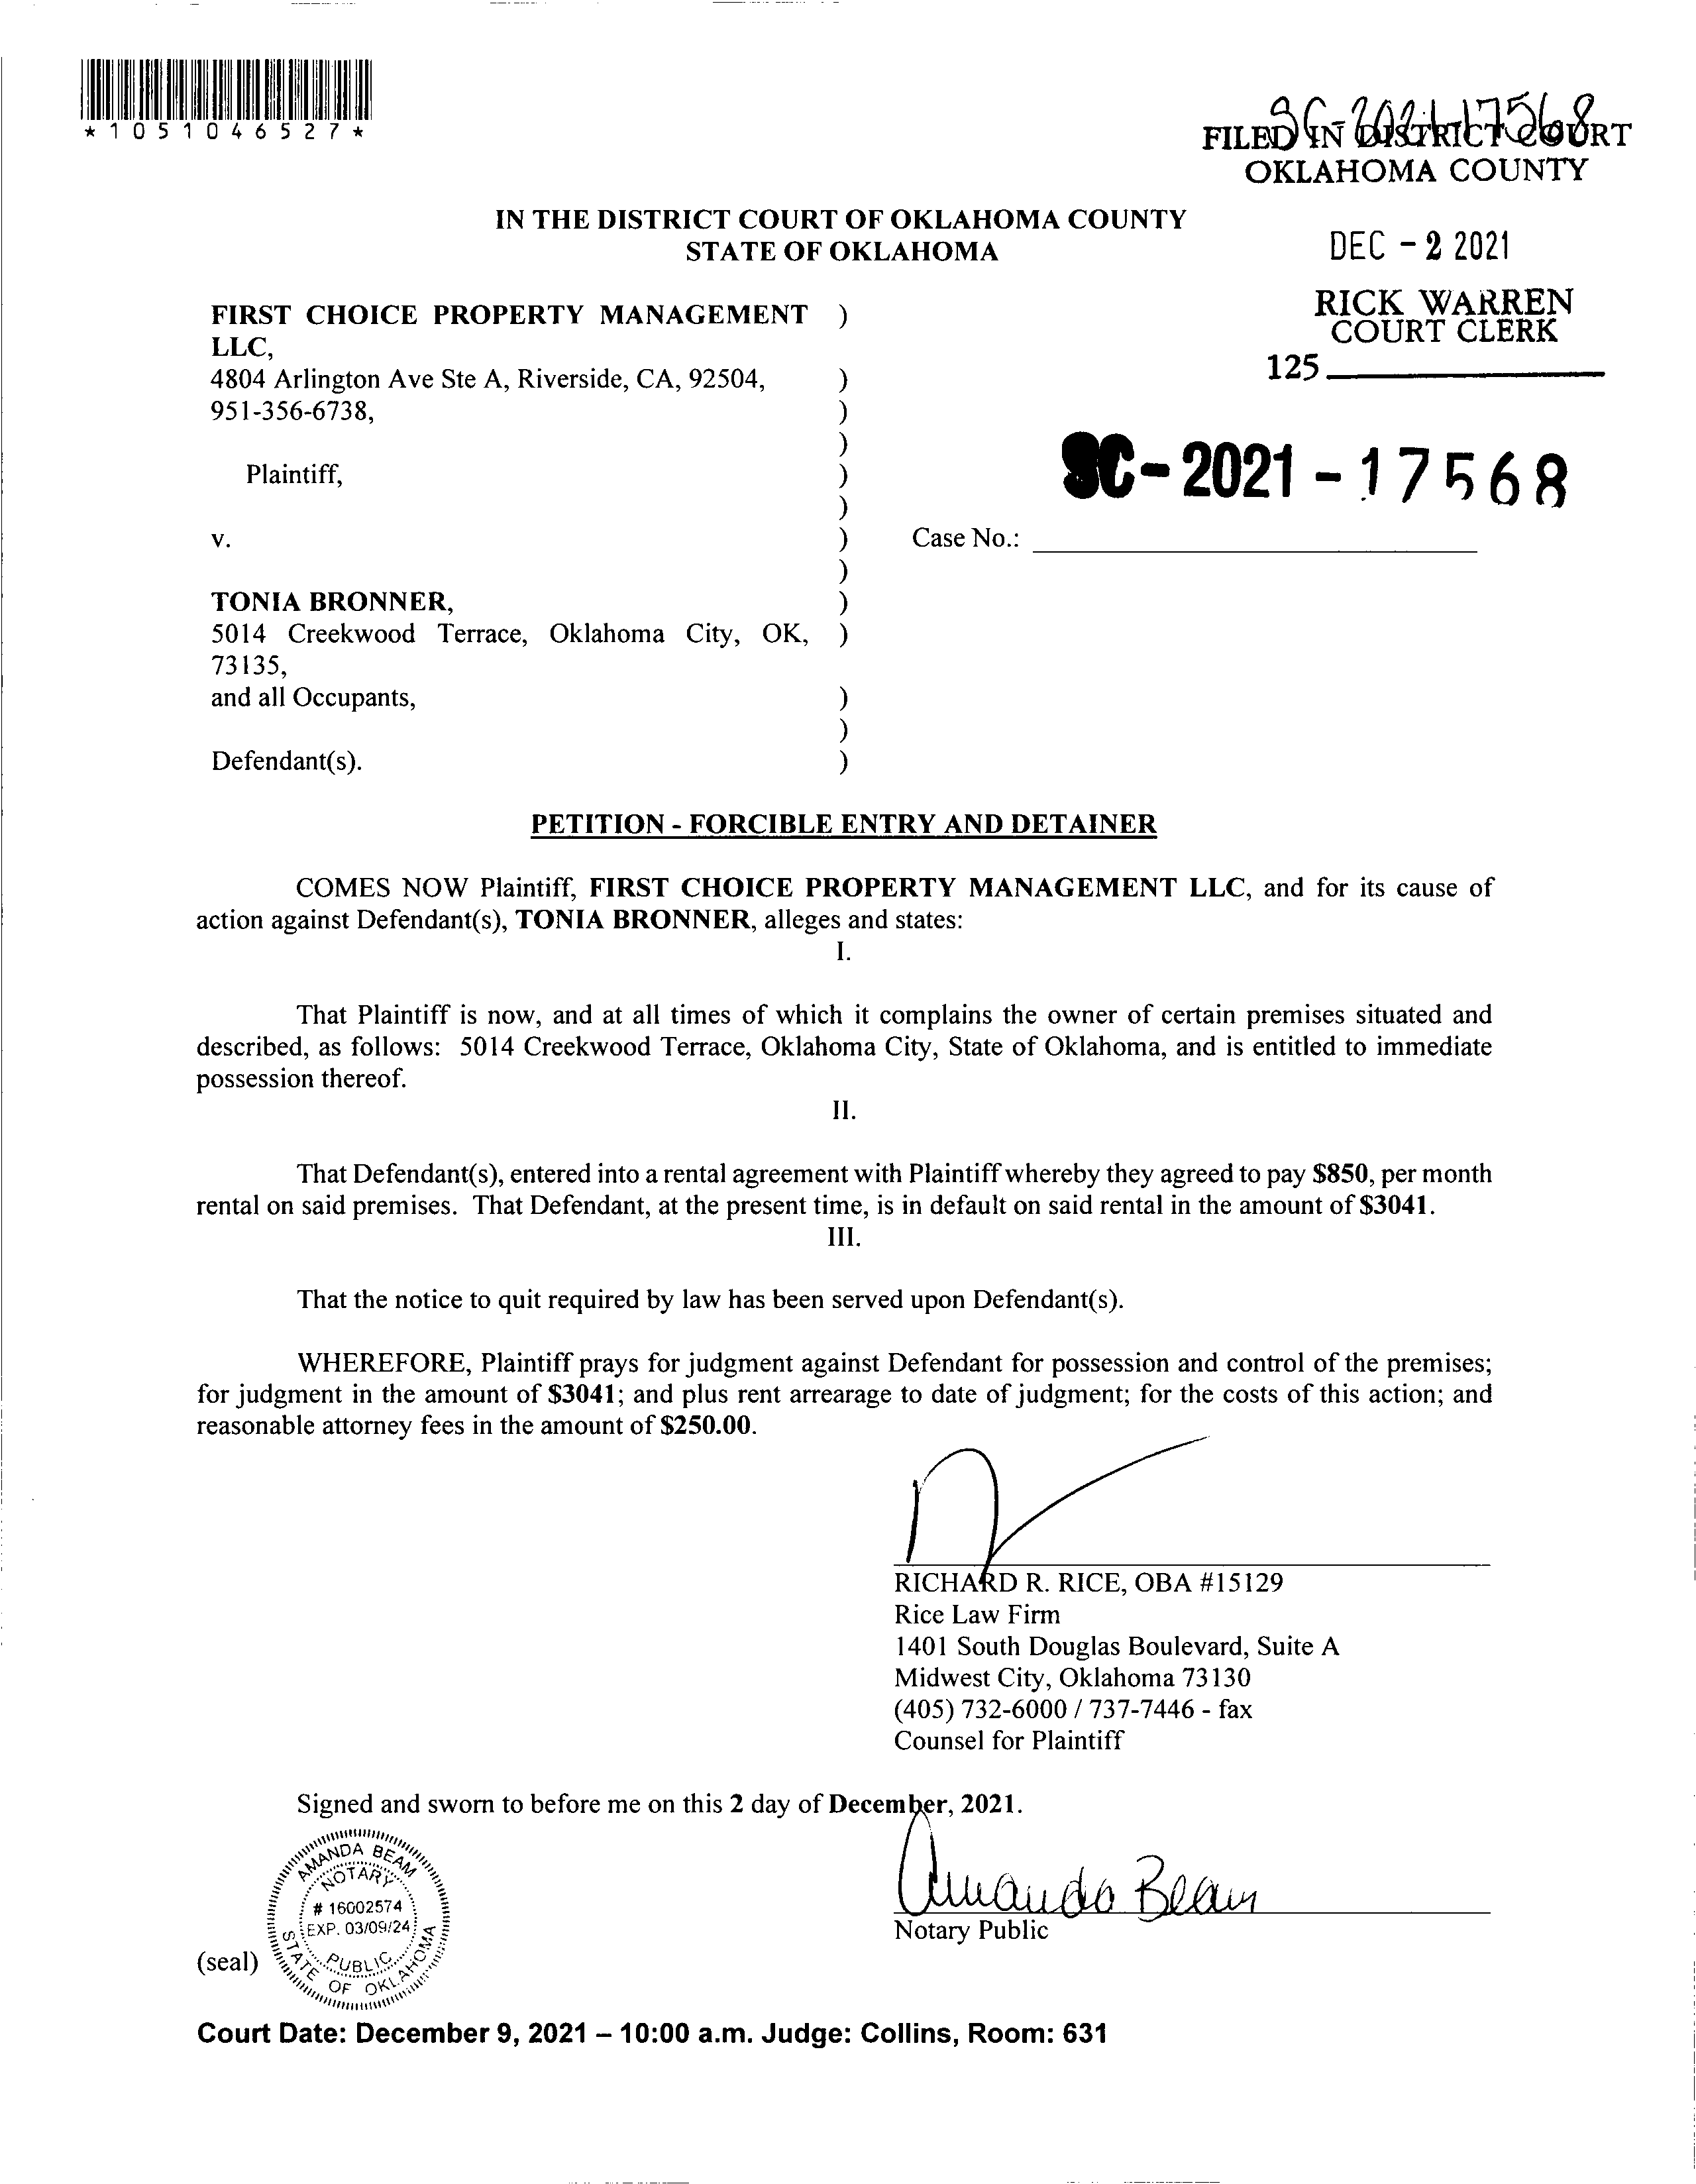 *1051046527*
SC-2021-17568
FILED IN DISTRICT COURT
OKLAHOMA COUNTY
IN THE DISTRICT COURT OF OKLAHOMA COUNTY
STATE OF OKLAHOMA
DEC - 2 2021
RICK WARREN
COURT CLERK
125
FIRST CHOICE PROPERTY MANAGEMENT )
LLC,
4804 Arlington Ave Ste A, Riverside, CA, 92504, )
951-356-6738, )
)
Plaintiff, )
SC-2021-17568
)
v. ) Case No.:
)
TONIA BRONNER, )
5014 Creekwood Terrace, Oklahoma City, OK, )
73135,
and all Occupants, )
)
Defendant(s). )
PETITION - FORCIBLE ENTRY AND DETAINER
COMES NOW Plaintiff, FIRST CHOICE PROPERTY MANAGEMENT LLC, and for its cause of
action against Defendant(s), TONIA BRONNER, alleges and states:
I.
That Plaintiff is now, and at all times of which it complains the owner of certain premises situated and
described, as follows: 5014 Creekwood Terrace, Oklahoma City, State of Oklahoma, and is entitled to immediate
possession thereof.
II.
That Defendant(s), entered into a rental agreement with Plaintiff whereby they agreed to pay $850, per month
rental on said premises. That Defendant, at the present time, is in default on said rental in the amount of $3041.
III.
That the notice to quit required by law has been served upon Defendant(s).
WHEREFORE, Plaintiff prays for judgment against Defendant for possession and control of the premises;
for judgment in the amount of $3041; and plus rent arrearage to date of judgment; for the costs of this action; and
reasonable attorney fees in the amount of $250.00.
RICHARD R. RICE, OBA #15129
Rice Law Firm
1401 South Douglas Boulevard, Suite A
Midwest City, Oklahoma 73130
(405) 732-6000 / 737-7446 - fax
Counsel for Plaintiff
Signed and sworn to before me on this 2 day of December, 2021.
Amanda Beam
Notary Public
AMANDA BEAM
NOTARY
# 16002574
EXP. 03/09/24
PUBLIC
STATE OF OKLAHOMA
(seal)
Court Date: December 9, 2021 – 10:00 a.m. Judge: Collins, Room: 631